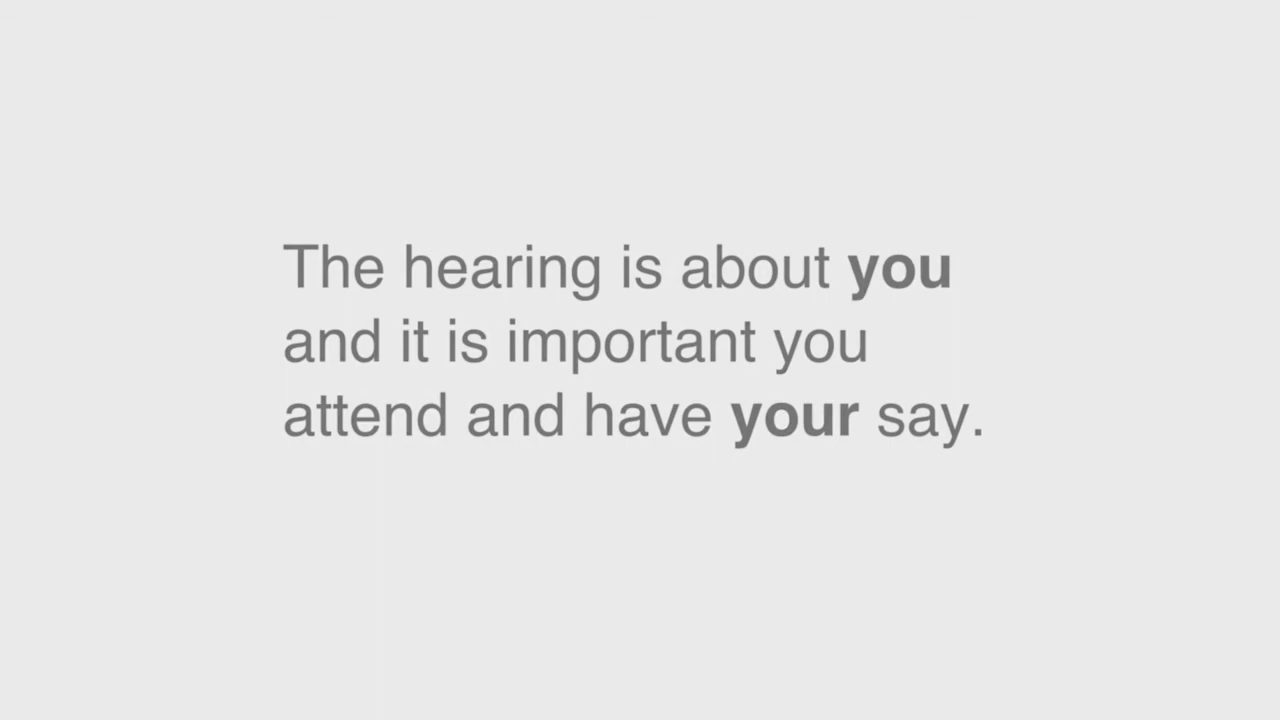 The hearing is about you
and it is important you
attend and have your say.